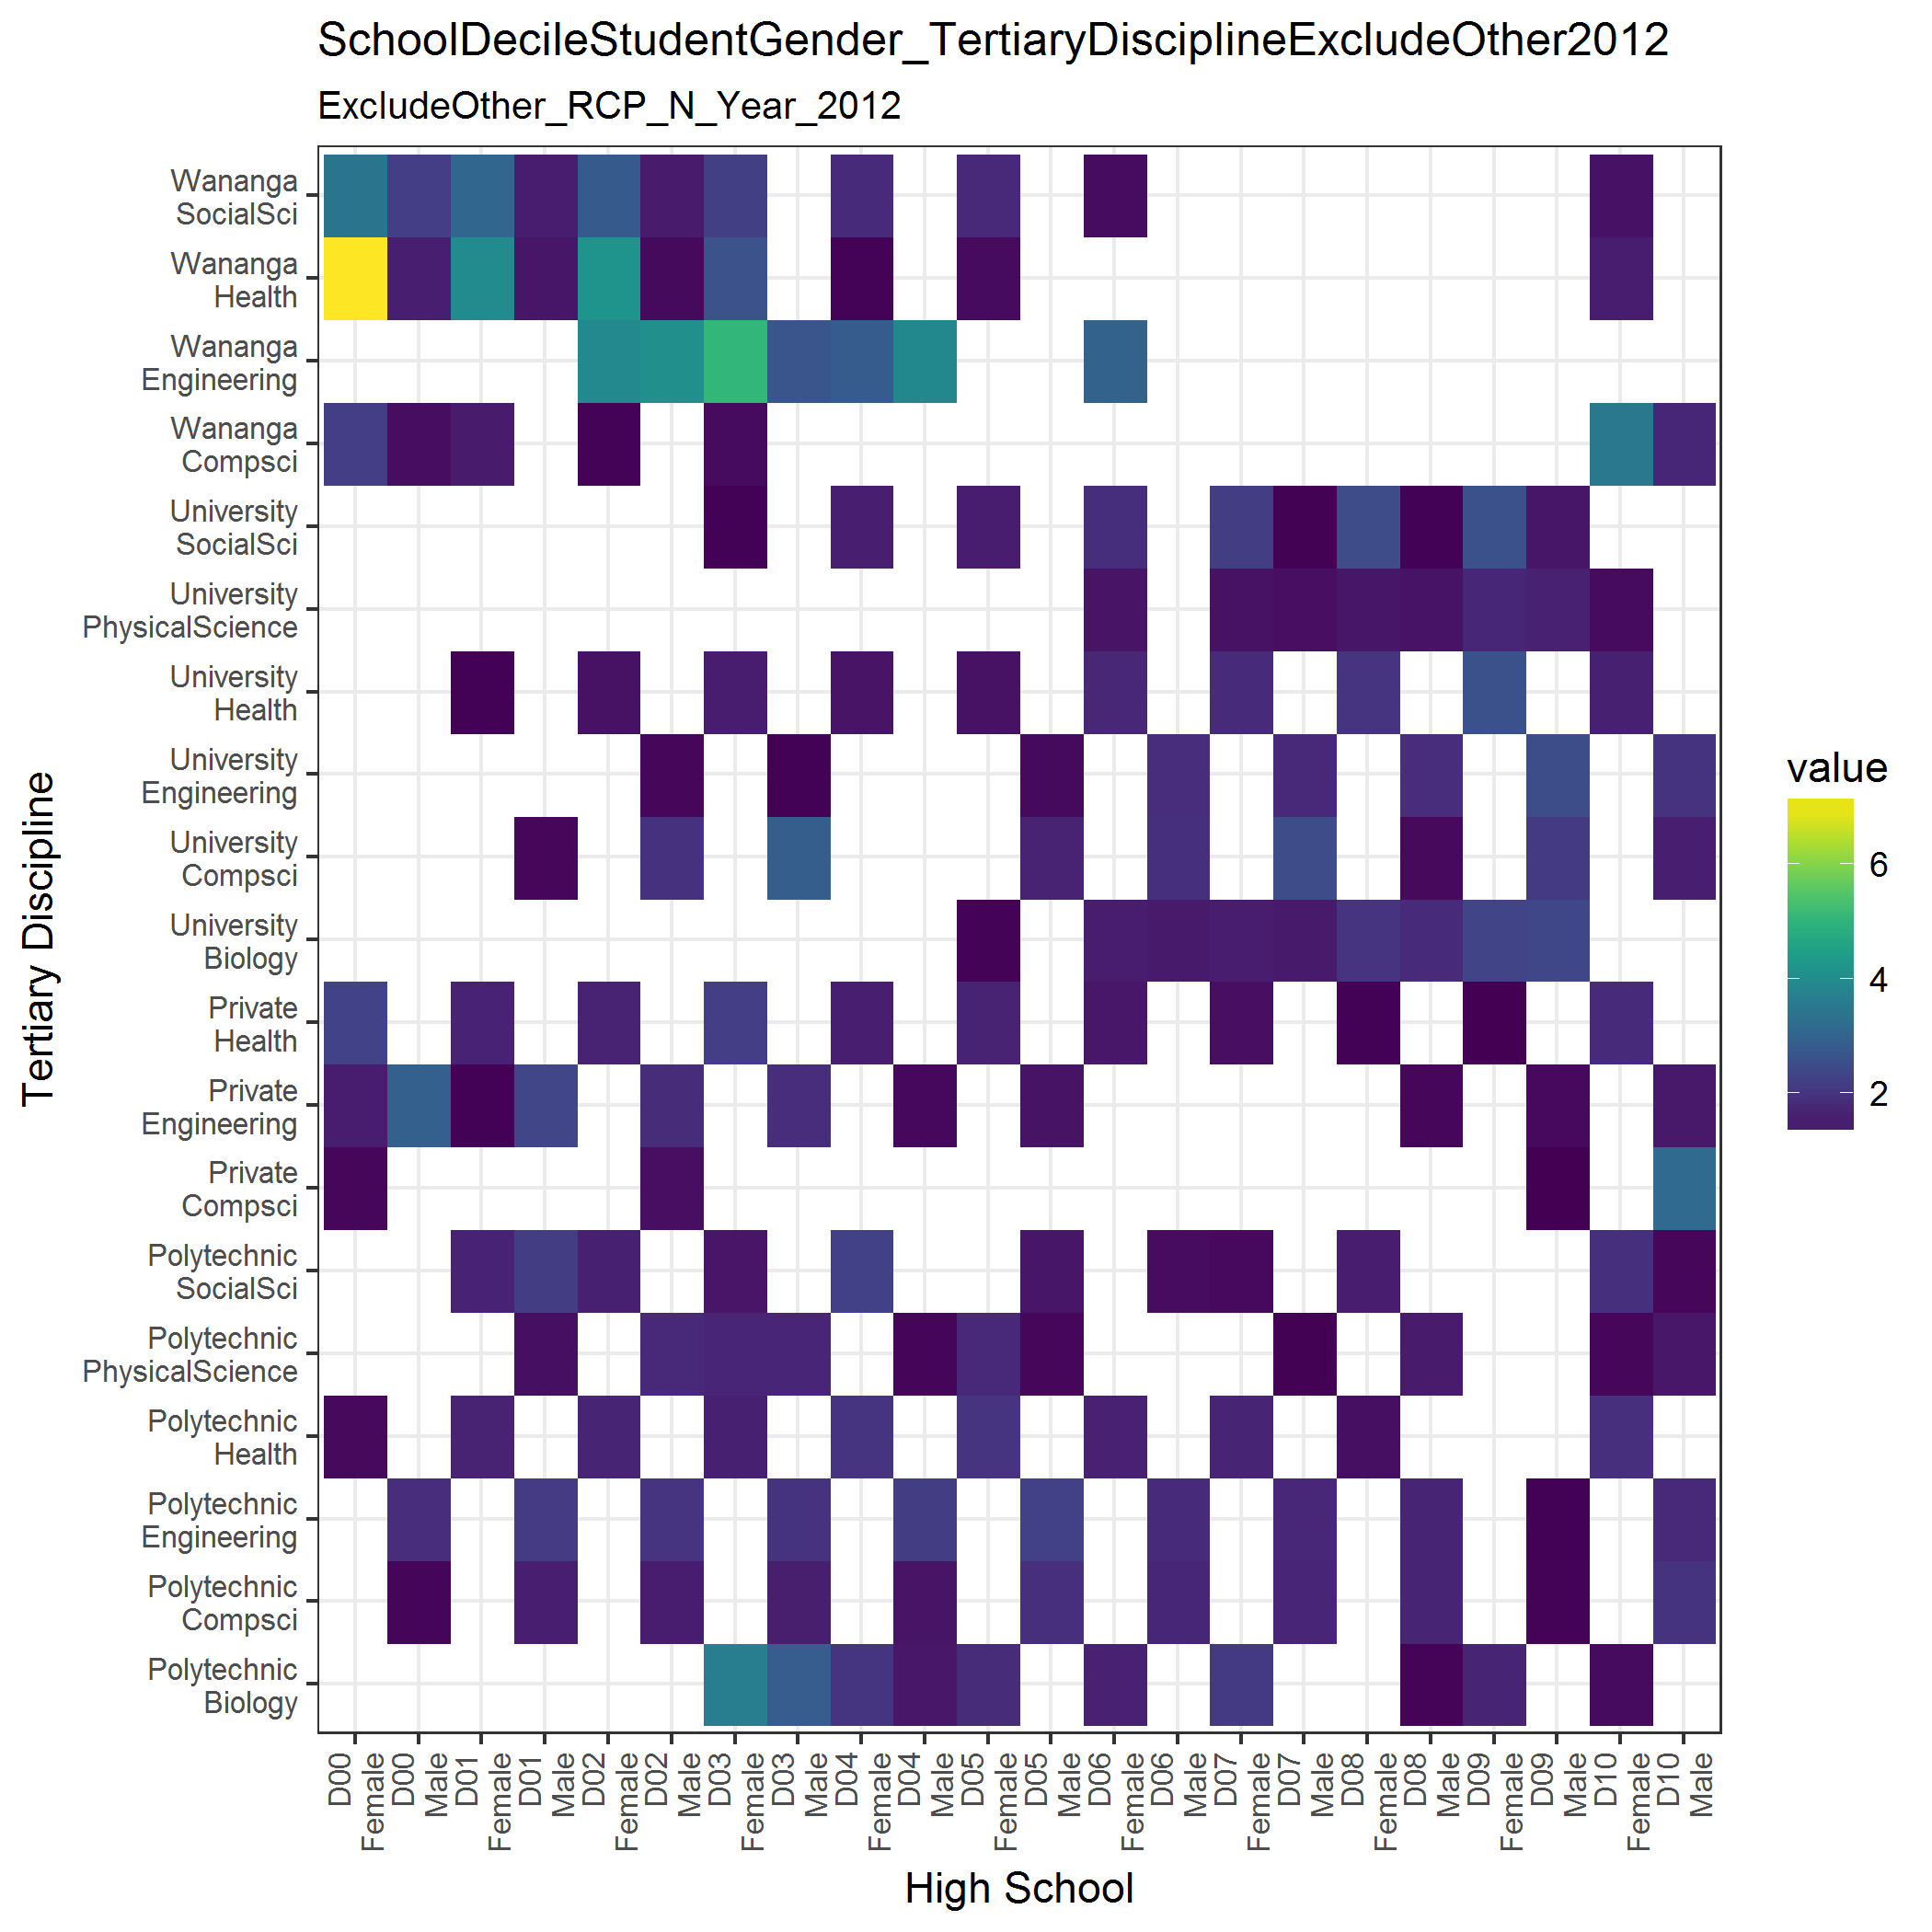 SchoolDecileStudentGender_TertiaryDisciplineExcludeOther2012
ExcludeOther_RCP_N_Year_2012
Tertiary Discipline
Wananga
SocialSci
Wananga
Health
Wananga
Engineering
Wananga
Compsci
University
SocialSci
University
PhysicalScience
University
Health
University
Engineering
University
Compsci
University
Biology
Private
Health
Private
Engineering
Private
Compsci
Polytechnic
SocialSci
Polytechnic
PhysicalScience
Polytechnic
Health
Polytechnic
Engineering
Polytechnic
Compsci
Polytechnic
Biology
D00
Female
D00
Male
D01
Female
D01
Male
D02
Female
D02
Male
D03
Female
D03
Male
D04
Female
D04
Male
D05
Female
D05
Male
D06
Female
D06
Male
D07
Female
D07
Male
D08
Female
D08
Male
D09
Female
D09
Male
D10
Female
D10
Male
High School
value
6
4
2